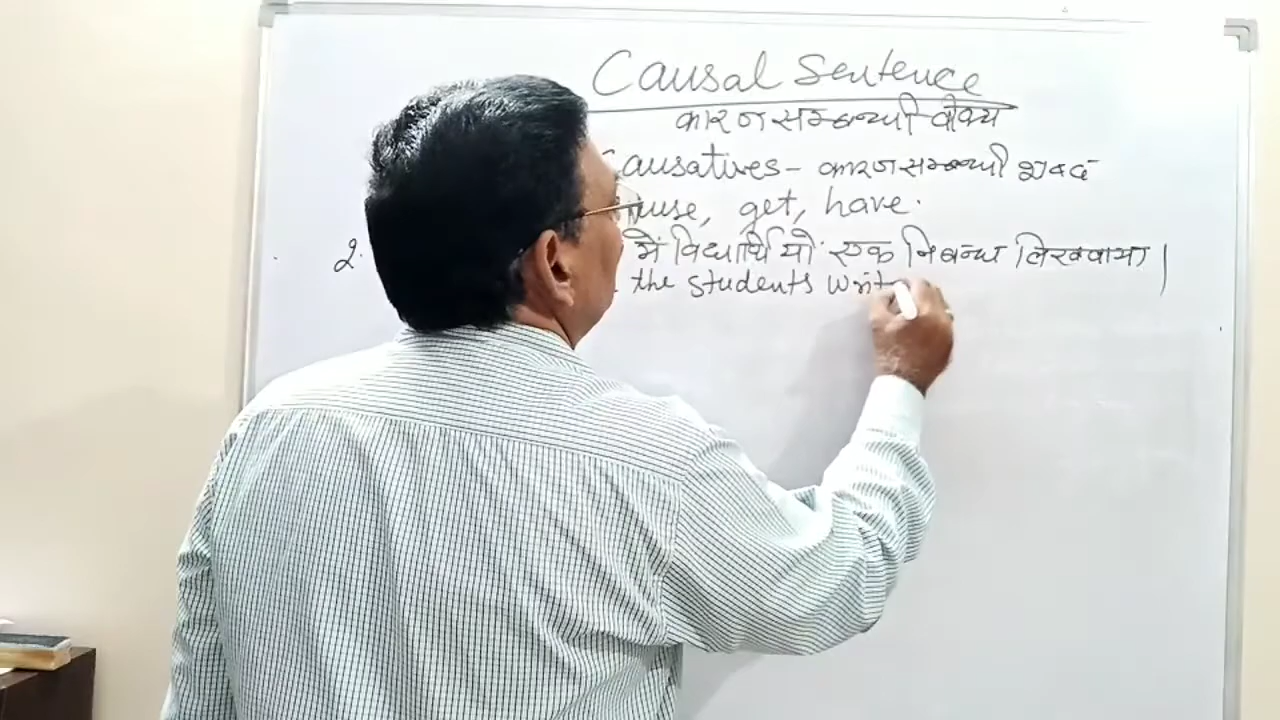 Causal Sentence
कारण सम्बन्धी वाक्य
Causatives - कारण सम्बन्धी शब्द
get, have.
2. में विद्यार्थियों एक निबन्ध लिखवाया।
the students writ